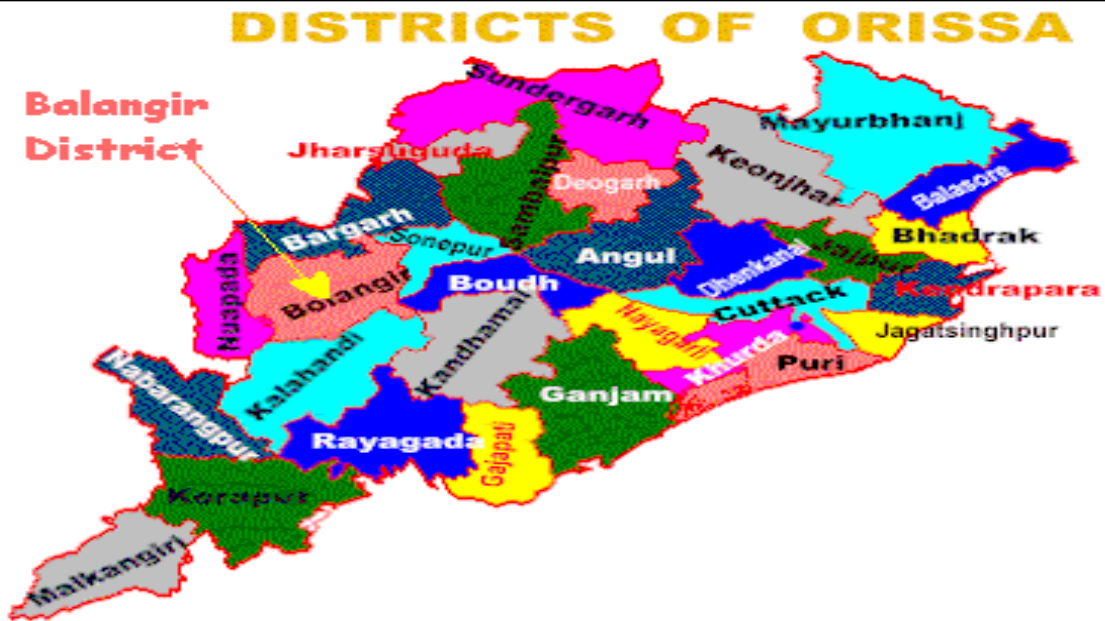 DISTRICTS OF ORISSA
Balangir
District
Sundergarh
Mayurbhanj
Jharsuguda
Keonjhar
Sambalpur
Deogarh
Balasore
Bargarh
Sonepur
Angul
Bhadrak
Jajpur
Dhenkanal
Nuapada
Bolangir
Boudh
Cuttack
Kendrapara
Nayagarh
Khurda
Jagatsinghpur
Puri
Kalahandi
Kandhamal
Nabarangpur
Ganjam
Rayagada
Gajapati
Koraput
Malkangiri